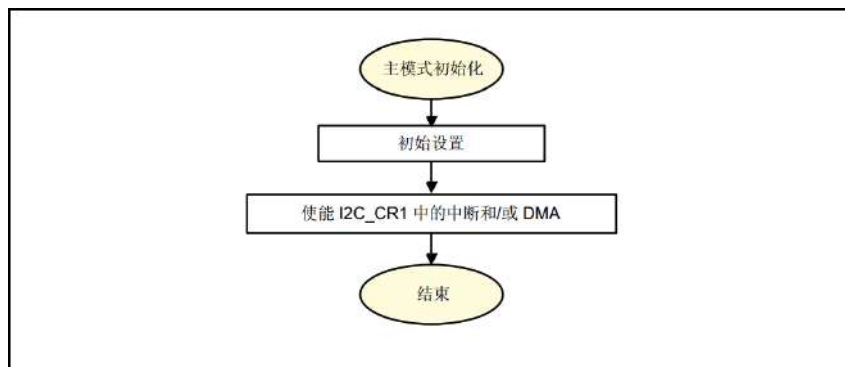 主模式初始化
初始设置
使能 I2C_CR1 中的中断和/或 DMA
结束